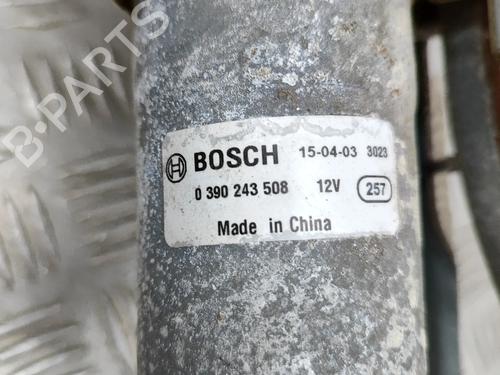 B-PARTS
BOSCH 15-04-03 3023
0 390 243 508 12V 257
Made in China